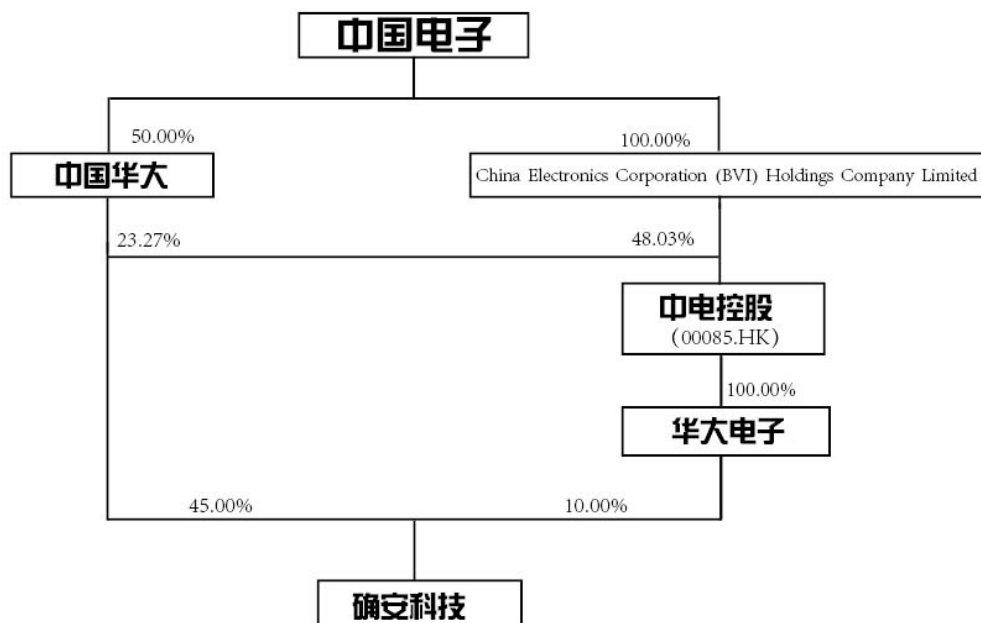 中国电子
50.00%
100.00%
中国华大
China Electronics Corporation (BVI) Holdings Company Limited
23.27%
48.03%
中电控股
(00085.HK)
100.00%
华大电子
45.00%
10.00%
确安科技